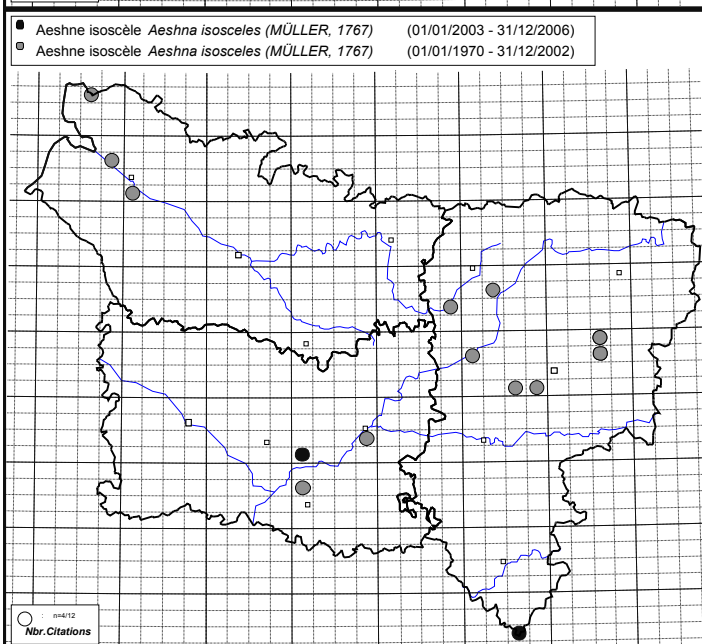 Aeshne isoscèle Aeshna isosceles (MÜLLER, 1767) (01/01/2003 - 31/12/2006)
Aeshne isoscèle Aeshna isosceles (MÜLLER, 1767) (01/01/1970 - 31/12/2002)
: n=4/12
Nbr.Citations